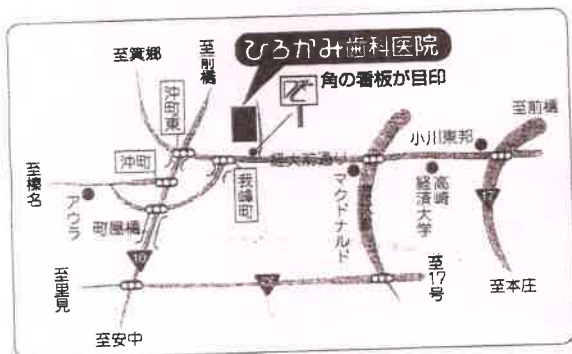 ひろかみ歯科医院
角の看板が目印
至箕郷
至前橋
沖町東
沖町
至榛名
アウラ
町屋橋
我峰町
経大前通り
マクドナルド
高崎経済大学
小川東邦
至前橋
17
10
至里見
至安中
至17号
至本庄